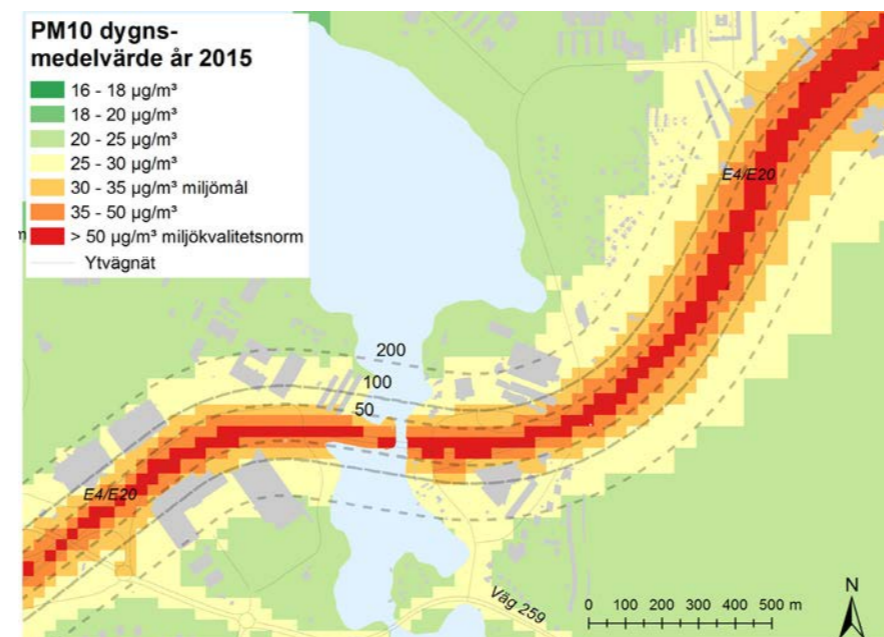 PM10 dygns-
medelvärde år 2015
16 - 18 µg/m³
18 - 20 µg/m³
20 - 25 µg/m³
25 - 30 µg/m³
30 - 35 µg/m³ miljömål
35 - 50 µg/m³
> 50 µg/m³ miljökvalitetsnorm
Ytvägnät
E4/E20
200
100
50
E4/E20
Väg 259
N
0 100 200 300 400 500 m